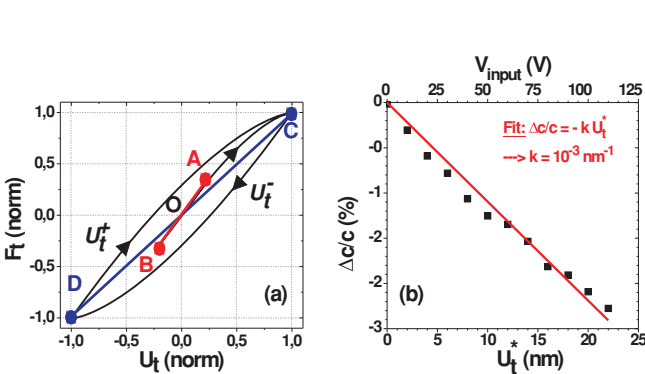 1,0
0,5
0,0
-0,5
-1,0
F_t (norm)
A
C
O
U_t^-
U_t^+
B
D
(a)
-1,0 -0,5 0,0 0,5 1,0
U_t (norm)
V_input (V)
0 25 50 75 100 125
0
-0
-1
-2
-2
-3
Δc/c (%)
Fit: Δc/c = - k U_t^*
---> k = 10^-3 nm^-1
(b)
0 5 10 15 20 25
U_t^* (nm)